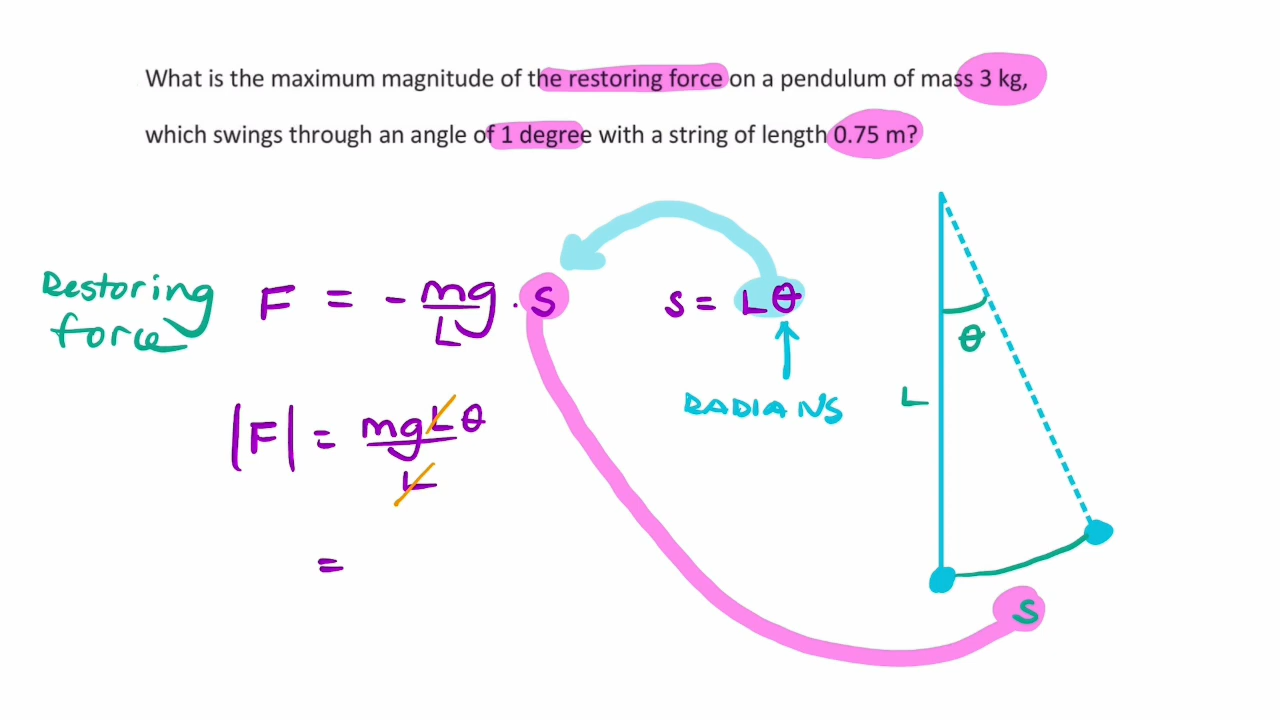 What is the maximum magnitude of the restoring force on a pendulum of mass 3 kg,
which swings through an angle of 1 degree with a string of length 0.75 m?
Restoring force
F = - mg/L · s
s = Lθ
RADIANS
θ
L
|F| = mgLθ/L
=
s